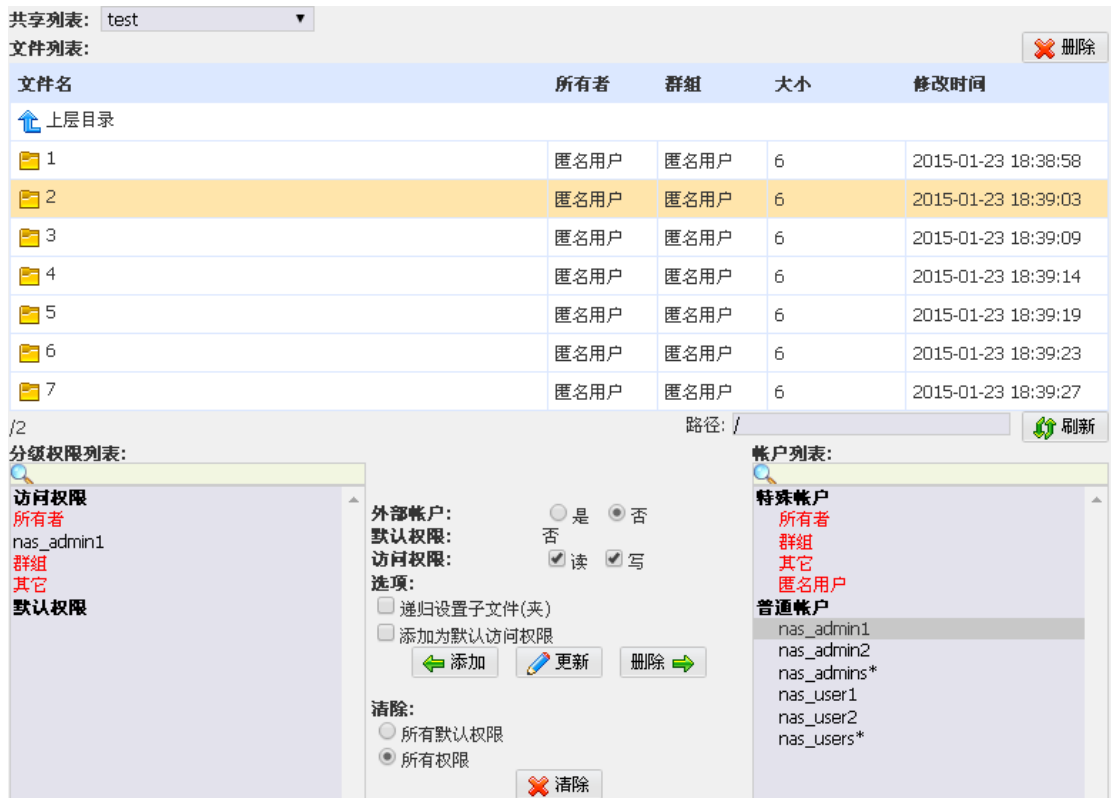 共享列表: test
文件列表: 删除
文件名 所有者 群组 大小 修改时间
上层目录
1 匿名用户 匿名用户 6 2015-01-23 18:38:58
2 匿名用户 匿名用户 6 2015-01-23 18:39:03
3 匿名用户 匿名用户 6 2015-01-23 18:39:09
4 匿名用户 匿名用户 6 2015-01-23 18:39:14
5 匿名用户 匿名用户 6 2015-01-23 18:39:19
6 匿名用户 匿名用户 6 2015-01-23 18:39:23
7 匿名用户 匿名用户 6 2015-01-23 18:39:27
/2 路径: / 刷新
分级权限列表:
访问权限
所有者
nas_admin1
群组
其它
默认权限
外部帐户: 是 否
默认权限: 否
访问权限: 读 写
选项:
递归设置子文件(夹)
添加为默认访问权限
添加 更新 删除
清除:
所有默认权限
所有权限
清除
帐户列表:
特殊帐户
所有者
群组
其它
匿名用户
普通帐户
nas_admin1
nas_admin2
nas_admins*
nas_user1
nas_user2
nas_users*